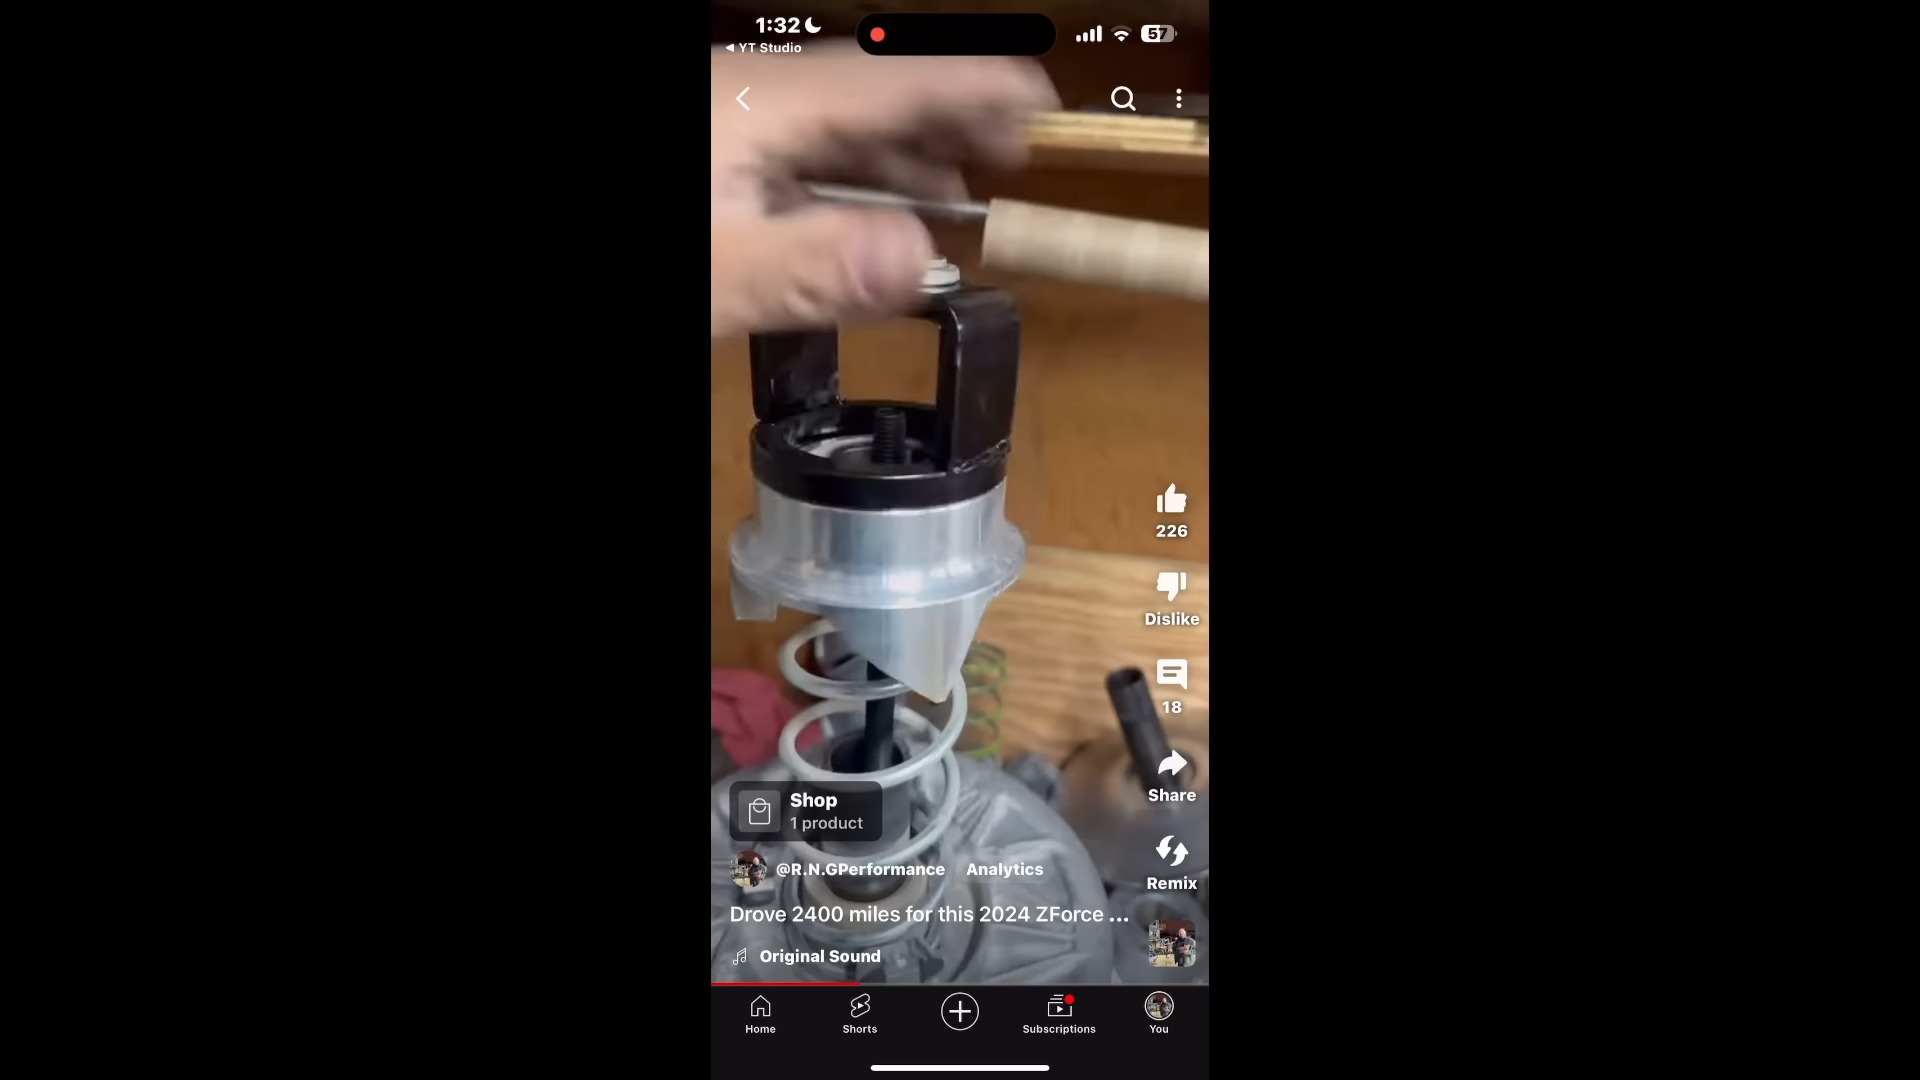 1:32
57
YT Studio
226
Dislike
18
Share
Remix
Shop
1 product
@R.N.GPerformance Analytics
Drove 2400 miles for this 2024 ZForce ...
Original Sound
Home
Shorts
Subscriptions
You